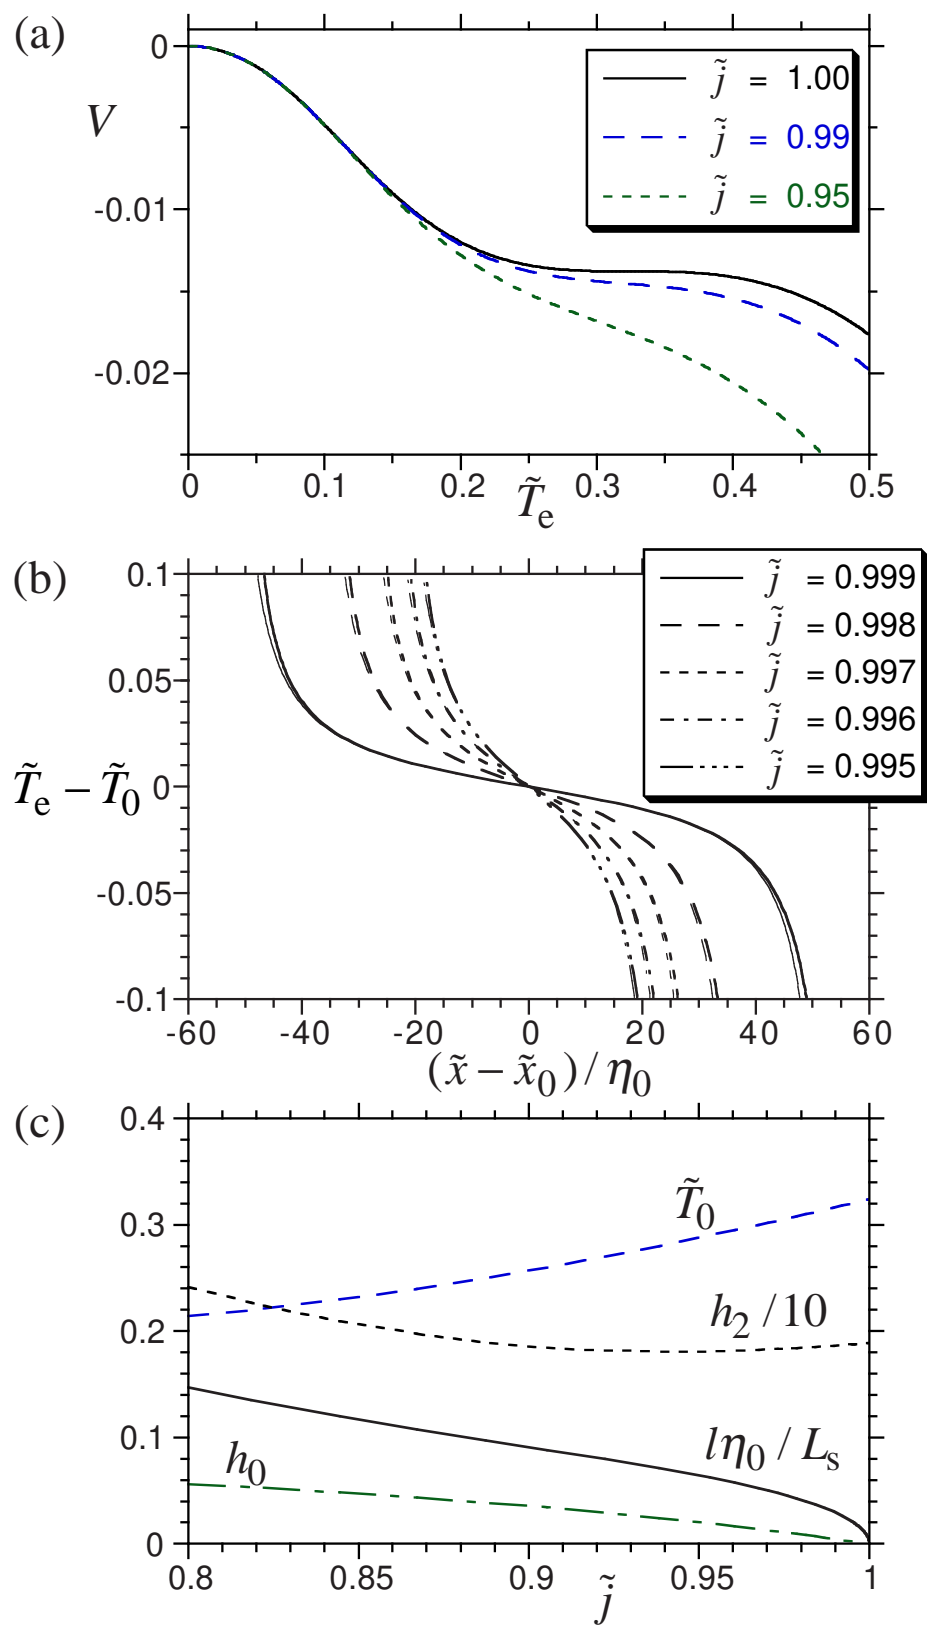 (a)
0
V
-0.01
-0.02
j̃ = 1.00
j̃ = 0.99
j̃ = 0.95
0 0.1 0.2 0.3 0.4 0.5
T̃e
(b)
0.1
0.05
T̃e − T̃0
0
-0.05
-0.1
j̃ = 0.999
j̃ = 0.998
j̃ = 0.997
j̃ = 0.996
j̃ = 0.995
-60 -40 -20 0 20 40 60
(x̃ − x̃0) / η0
(c)
0.4
0.3
0.2
0.1
0
T̃0
h2 / 10
lη0 / Ls
h0
0.8 0.85 0.9 0.95 1
j̃